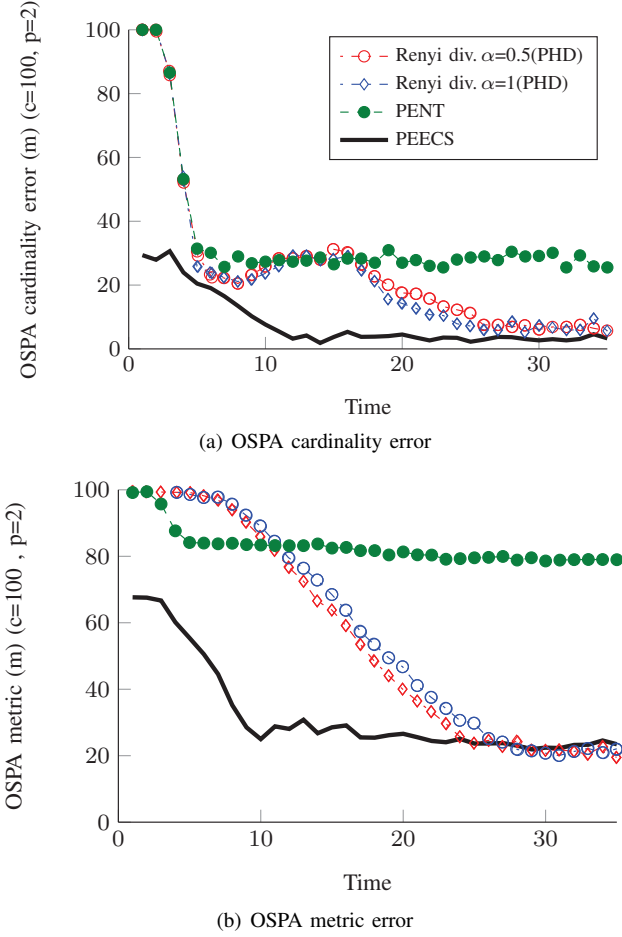 100
80
60
40
20
0
0
10
20
30
OSPA cardinality error (m) (c=100, p=2)
Time
Renyi div. α=0.5(PHD)
Renyi div. α=1(PHD)
PENT
PEECS
(a) OSPA cardinality error
100
80
60
40
20
0
0
10
20
30
OSPA metric (m) (c=100 , p=2)
Time
(b) OSPA metric error